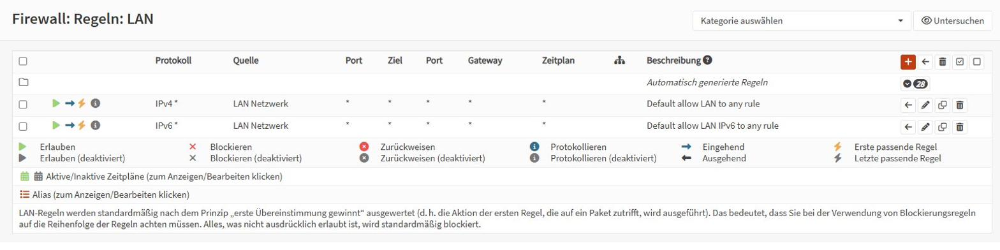 Firewall: Regeln: LAN
Kategorie auswählen Untersuchen
Protokoll Quelle Port Ziel Port Gateway Zeitplan Beschreibung
Automatisch generierte Regeln 28
IPv4 * LAN Netzwerk * * * * * Default allow LAN to any rule
IPv6 * LAN Netzwerk * * * * * Default allow LAN IPv6 to any rule
Erlauben Blockieren Zurückweisen Protokollieren Eingehend Erste passende Regel
Erlauben (deaktiviert) Blockieren (deaktiviert) Zurückweisen (deaktiviert) Protokollieren (deaktiviert) Ausgehend Letzte passende Regel
Aktive/Inaktive Zeitpläne (zum Anzeigen/Bearbeiten klicken)
Alias (zum Anzeigen/Bearbeiten klicken)
LAN-Regeln werden standardmäßig nach dem Prinzip „erste Übereinstimmung gewinnt“ ausgewertet (d. h. die Aktion der ersten Regel, die auf ein Paket zutrifft, wird ausgeführt). Das bedeutet, dass Sie bei der Verwendung von Blockierungsregeln
auf die Reihenfolge der Regeln achten müssen. Alles, was nicht ausdrücklich erlaubt ist, wird standardmäßig blockiert.